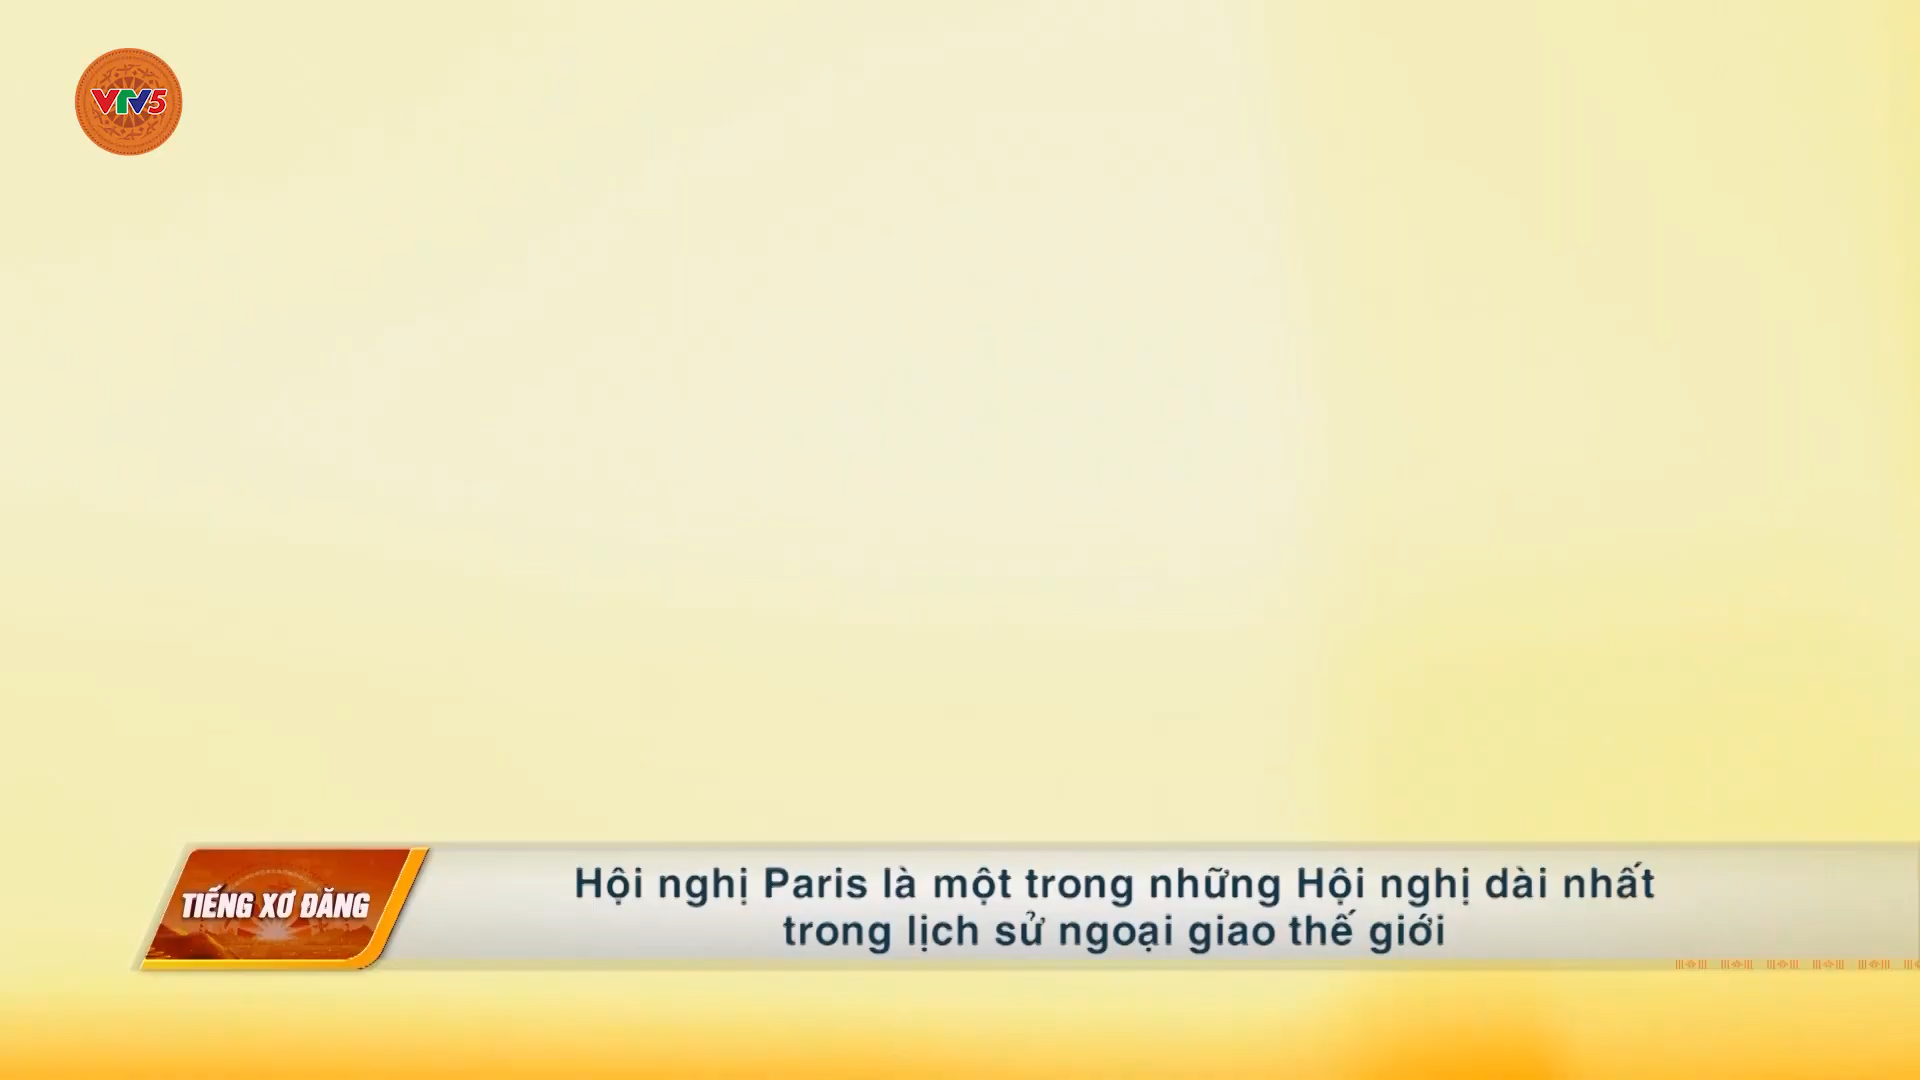 VTV5
TIẾNG XƠ ĐĂNG
Hội nghị Paris là một trong những Hội nghị dài nhất
trong lịch sử ngoại giao thế giới